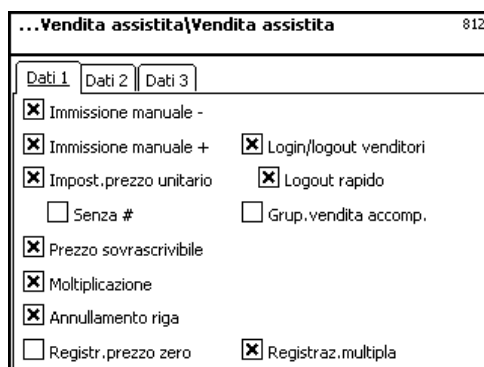 ...Vendita assistita\Vendita assistita 812
Dati 1 Dati 2 Dati 3
Immissione manuale -
Immissione manuale + Login/logout venditori
Impost.prezzo unitario Logout rapido
Senza # Grup.vendita accomp.
Prezzo sovrascrivibile
Moltiplicazione
Annullamento riga
Registr.prezzo zero Registraz.multipla